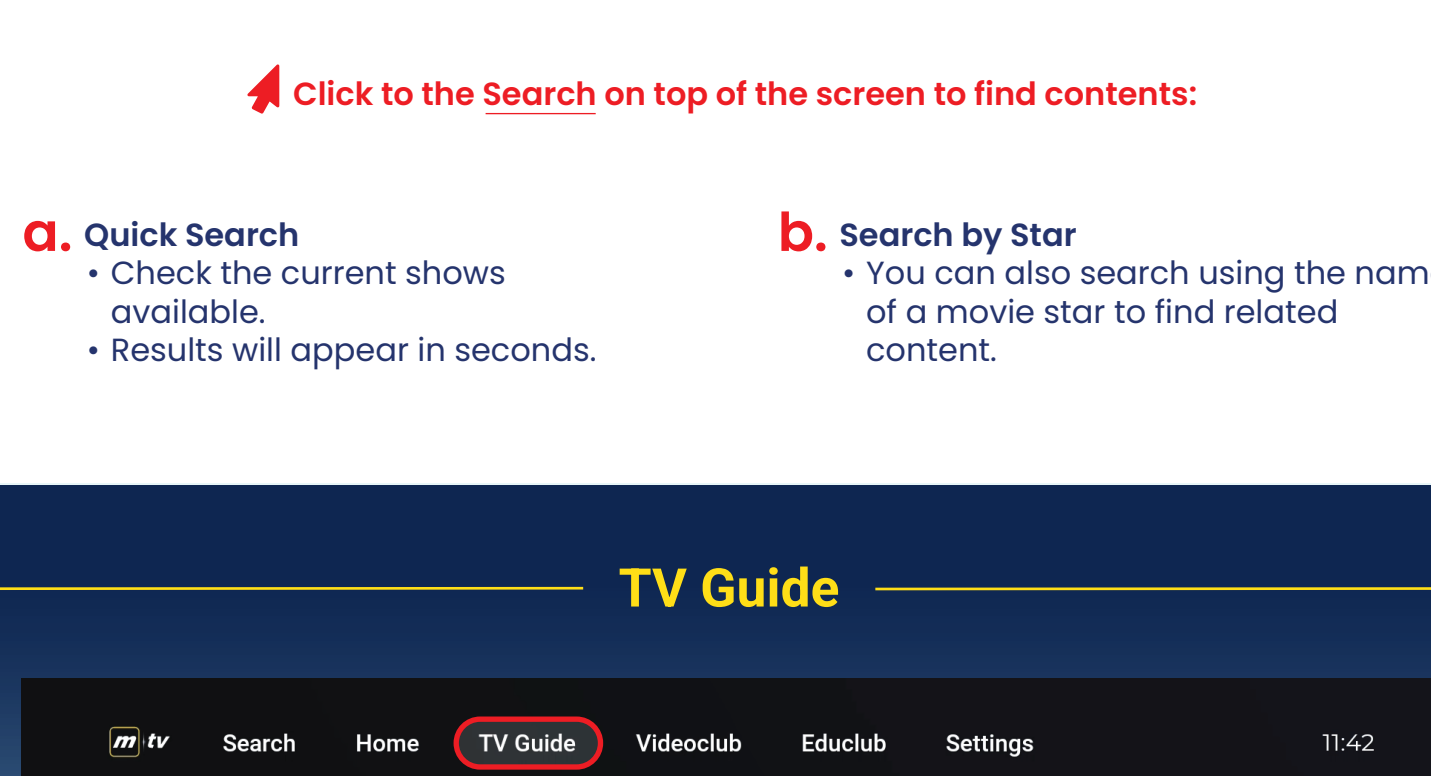 Click to the Search on top of the screen to find contents:
a. Quick Search
• Check the current shows
available.
• Results will appear in seconds.
b. Search by Star
• You can also search using the nam
of a movie star to find related
content.
TV Guide
m tv Search Home TV Guide Videoclub Educlub Settings 11:42